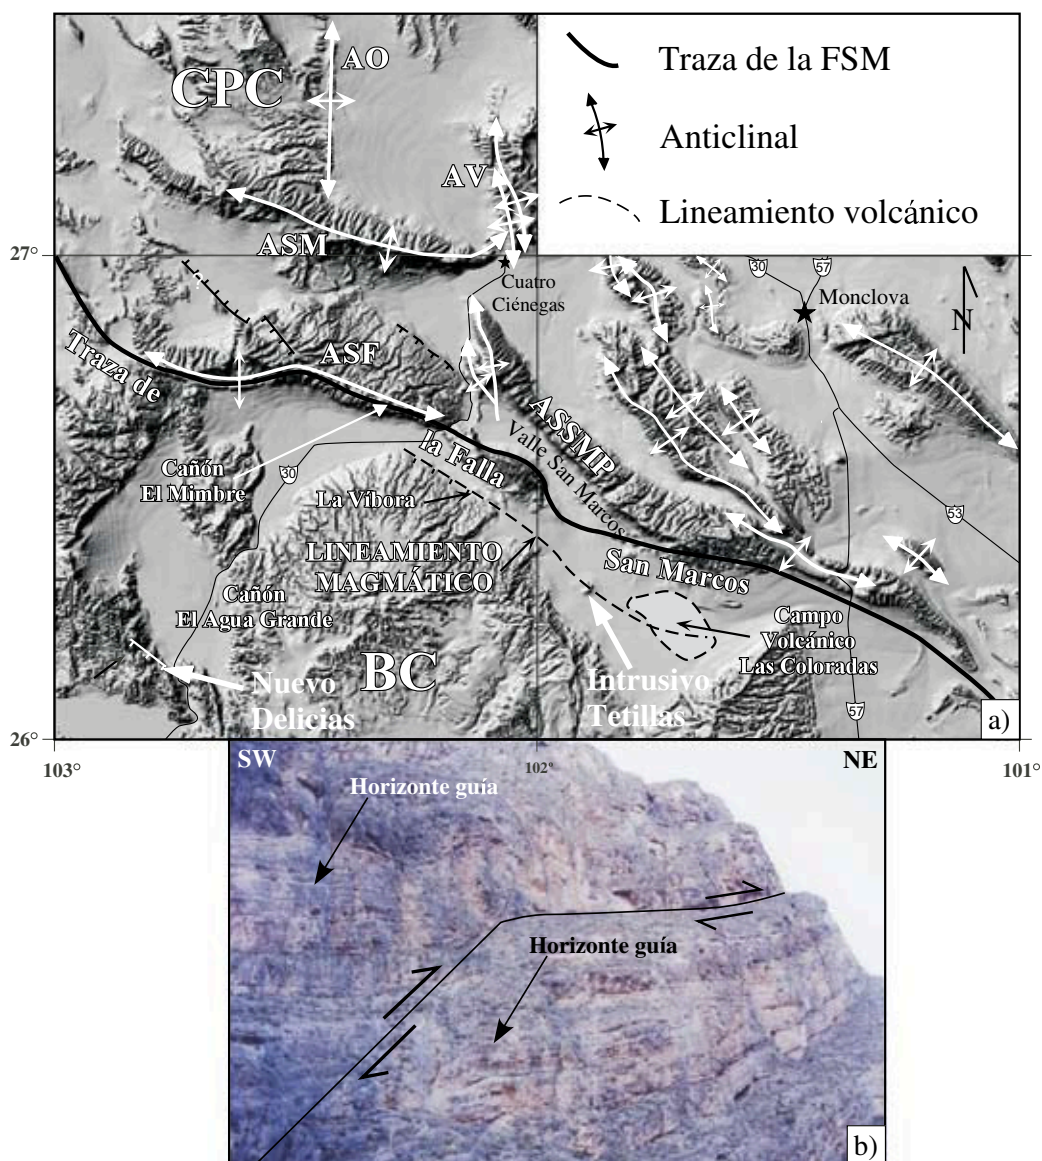 CPC
AO
AV
ASM
Traza de la FSM
Anticlinal
Lineamiento volcánico
27°
Cuatro
Ciénegas
30
57
Monclova
N
Traza de
ASF
la Falla
San Marcos
ASSMP
Valle San Marcos
Cañón
El Mimbre
30
La Víbora
53
LINEAMIENTO
MAGMÁTICO
Cañón
El Agua Grande
Campo
Volcánico
Las Coloradas
BC
Nuevo
Delicias
Intrusivo
Tetillas
57
a)
26°
103°
102°
101°
SW
NE
Horizonte guía
Horizonte guía
b)